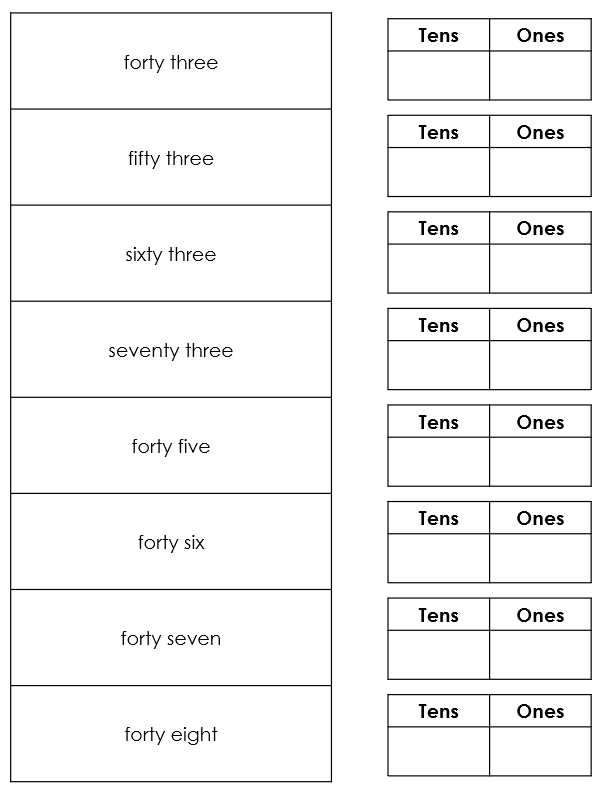 forty three
Tens Ones
fifty three
Tens Ones
sixty three
Tens Ones
seventy three
Tens Ones
forty five
Tens Ones
forty six
Tens Ones
forty seven
Tens Ones
forty eight
Tens Ones